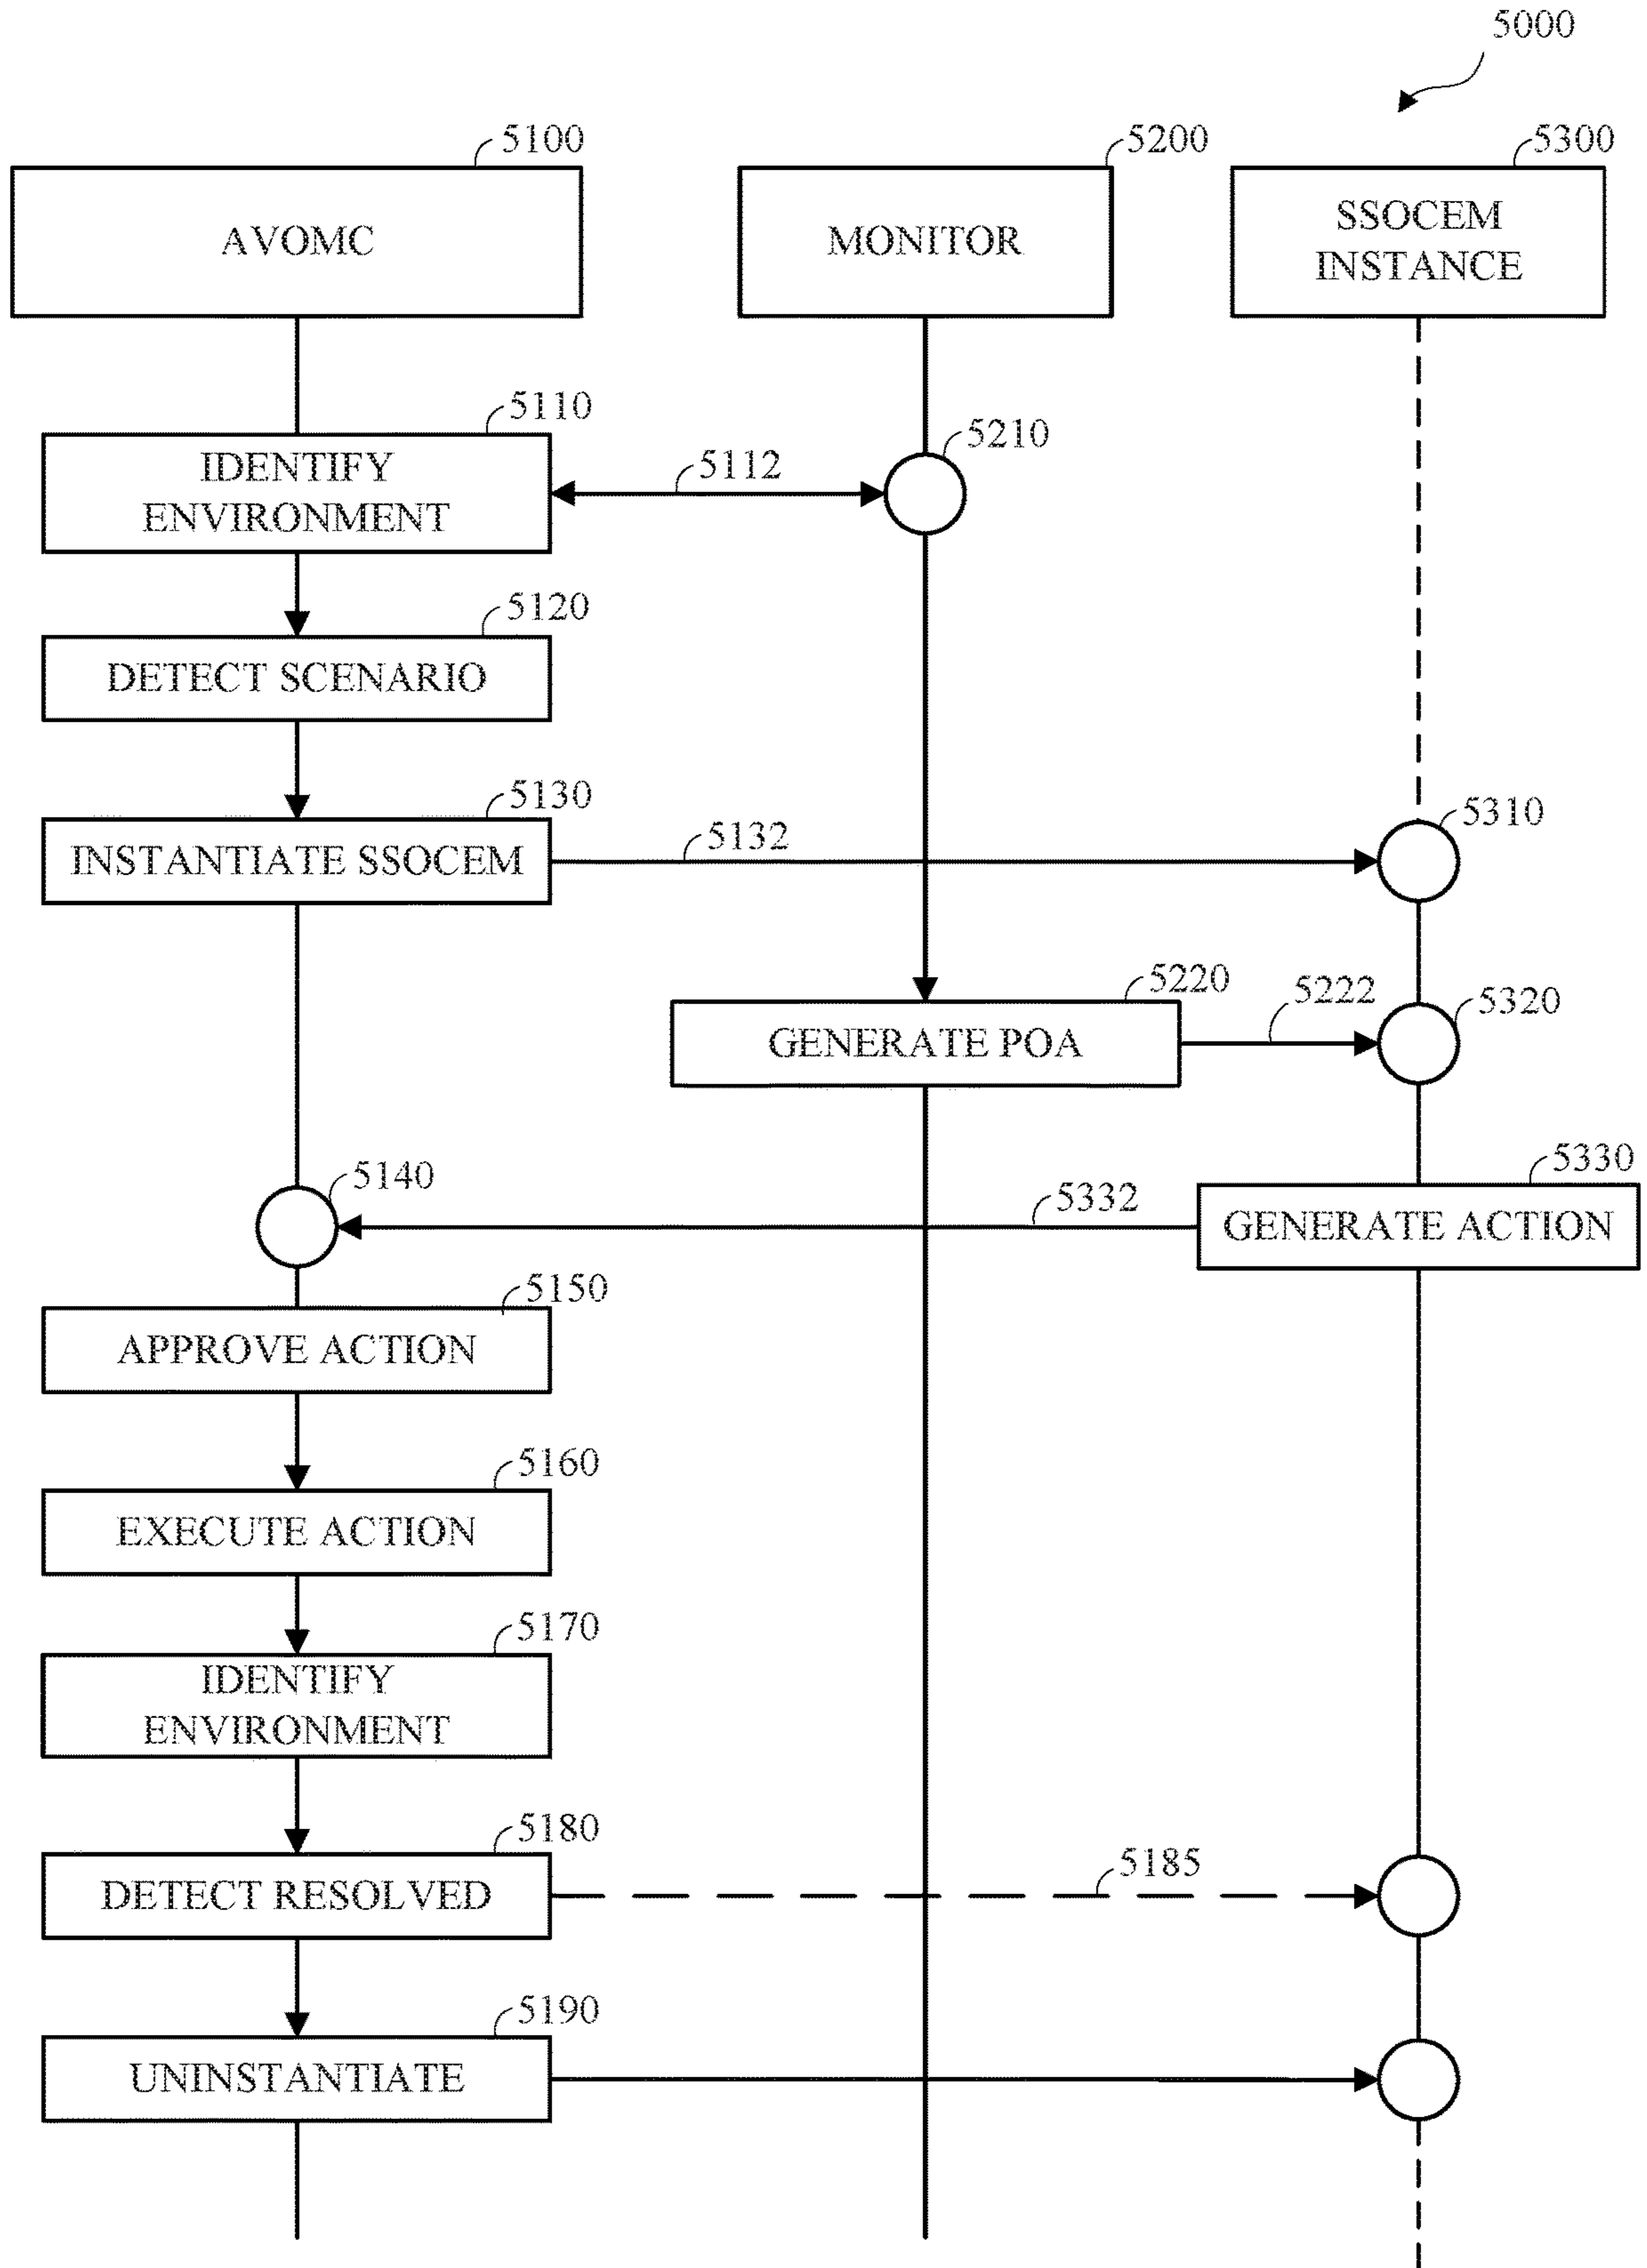 5000
5100
5200
5300
AVOMC
MONITOR
SSOCEM
INSTANCE
5110
IDENTIFY
ENVIRONMENT
5112
5210
5120
DETECT SCENARIO
5130
INSTANTIATE SSOCEM
5132
5310
5220
GENERATE POA
5222
5320
5140
5332
5330
GENERATE ACTION
5150
APPROVE ACTION
5160
EXECUTE ACTION
5170
IDENTIFY
ENVIRONMENT
5180
DETECT RESOLVED
5185
5190
UNINSTANTIATE